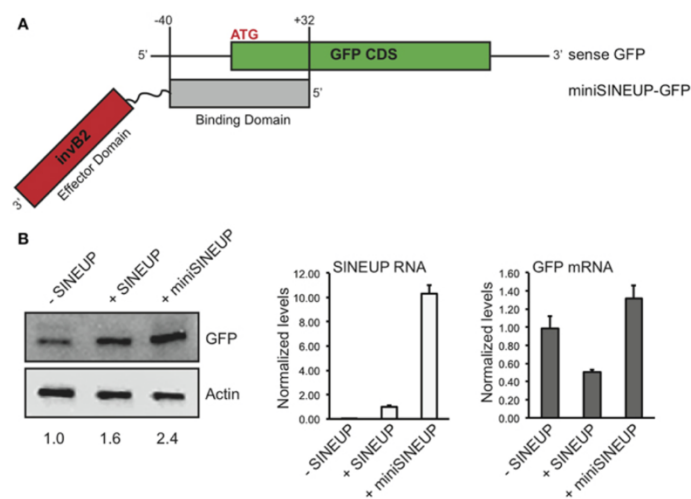 A
-40
+32
ATG
5’
GFP CDS
3’ sense GFP
miniSINEUP-GFP
5’
Binding Domain
invB2
Effector Domain
3’
B
- SINEUP
+ SINEUP
+ miniSINEUP
GFP
Actin
1.0 1.6 2.4
SINEUP RNA
Normalized levels
12.00
10.00
8.00
6.00
4.00
2.00
0.00
- SINEUP
+ SINEUP
+ miniSINEUP
GFP mRNA
Normalized levels
1.60
1.40
1.20
1.00
0.80
0.60
0.40
0.20
0.00
- SINEUP
+ SINEUP
+ miniSINEUP